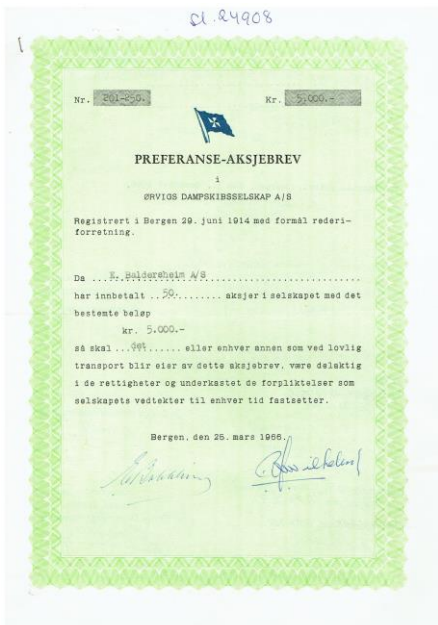 sl. 24908
Nr. 201-250. Kr. 5.000.-
PREFERANSE-AKSJEBREV
i
ØRVIGS DAMPSKIBSSELSKAP A/S
Registrert i Bergen 29. juni 1914 med formål rederi-
forretning.
Da ....K. Baldersheim A/S............................
har innbetalt ..50.......... aksjer i selskapet med det
bestemte beløp
kr. 5.000.-
så skal ...det...... eller enhver annen som ved lovlig
transport blir eier av dette aksjebrev, være delaktig
i de rettigheter og underkastet de forpliktelser som
selskapets vedtekter til enhver tid fastsetter.
Bergen, den 25. mars 1966.